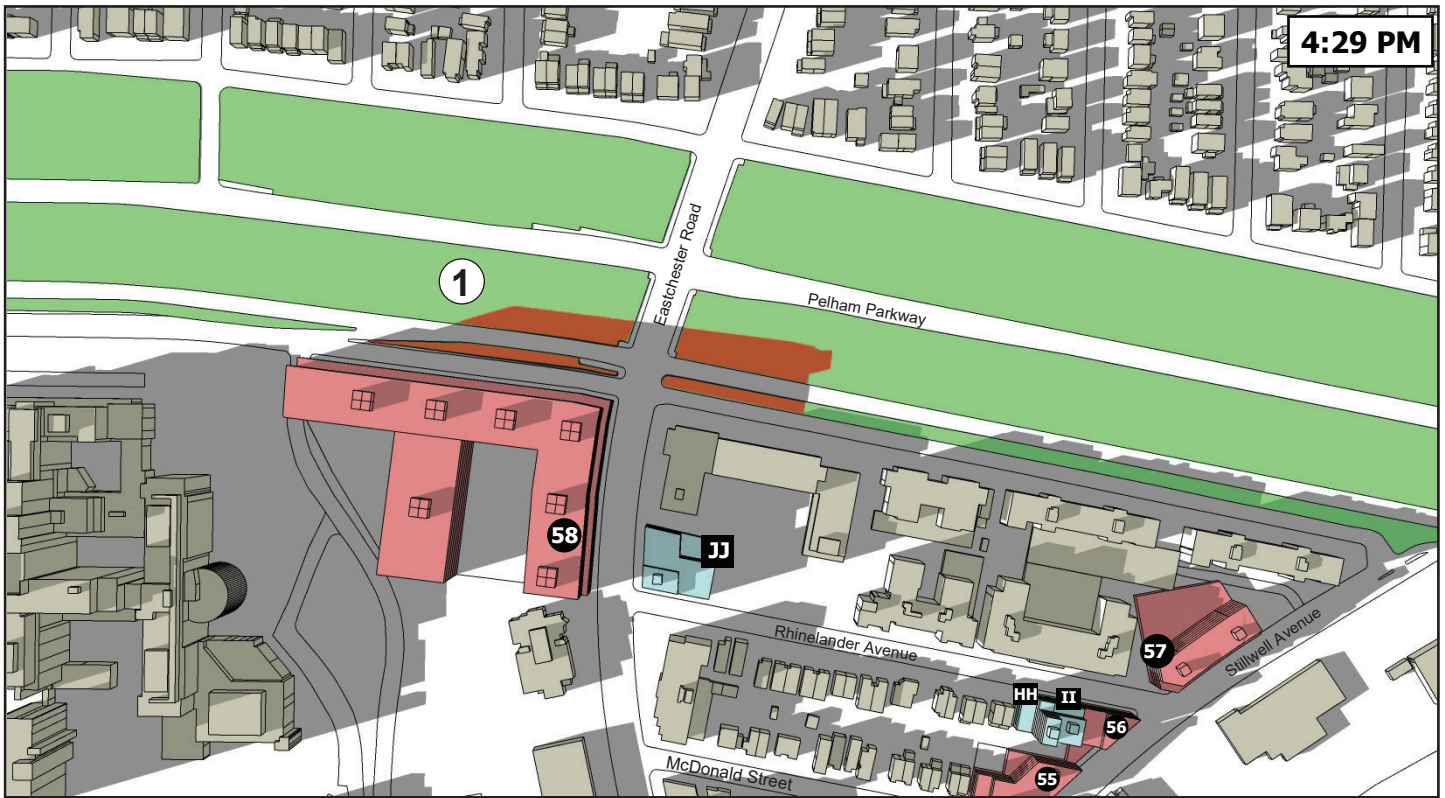 4:29 PM
Eastchester Road
1
Pelham Parkway
58
JJ
Rhinelander Avenue
57
Stillwell Avenue
HH
II
56
McDonald Street
55